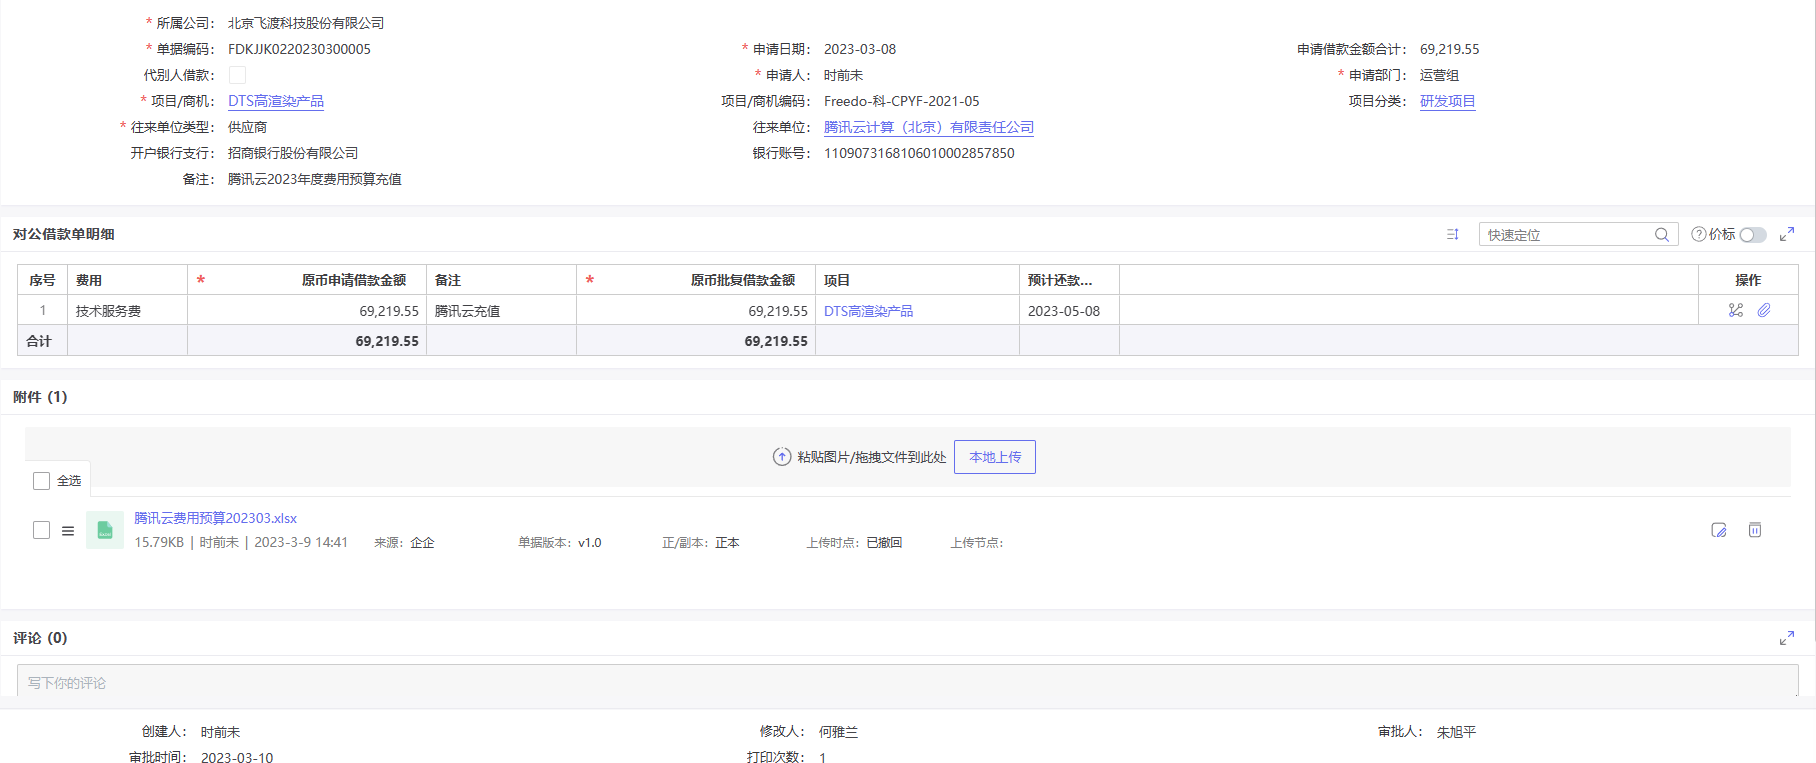 * 所属公司： 北京飞渡科技股份有限公司
* 单据编码： FDKJJK0220230300005 * 申请日期： 2023-03-08 申请借款金额合计： 69,219.55
代别人借款： * 申请人： 时前未 * 申请部门： 运营组
* 项目/商机： DTS高渲染产品 项目/商机编码： Freedo-科-CPYF-2021-05 项目分类： 研发项目
* 往来单位类型： 供应商 往来单位： 腾讯云计算（北京）有限责任公司
开户银行支行： 招商银行股份有限公司 银行账号： 1109073168106010002857850
备注： 腾讯云2023年度费用预算充值
对公借款单明细 快速定位 价标
序号 费用 * 原币申请借款金额 备注 * 原币批复借款金额 项目 预计还款... 操作
1 技术服务费 69,219.55 腾讯云充值 69,219.55 DTS高渲染产品 2023-05-08
合计 69,219.55 69,219.55
附件 (1)
粘贴图片/拖拽文件到此处 本地上传
全选
腾讯云费用预算202303.xlsx
15.79KB | 时前未 | 2023-3-9 14:41 来源： 企企 单据版本： v1.0 正/副本： 正本 上传时点： 已撤回 上传节点：
评论 (0)
写下你的评论
创建人： 时前未 修改人： 何雅兰 审批人： 朱旭平
审批时间： 2023-03-10 打印次数： 1